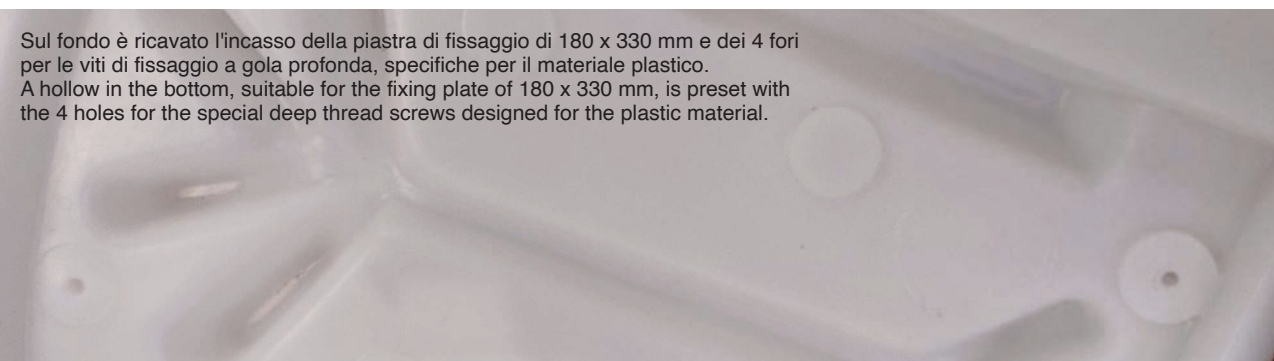 Sul fondo è ricavato l'incasso della piastra di fissaggio di 180 x 330 mm e dei 4 fori
per le viti di fissaggio a gola profonda, specifiche per il materiale plastico.
A hollow in the bottom, suitable for the fixing plate of 180 x 330 mm, is preset with
the 4 holes for the special deep thread screws designed for the plastic material.